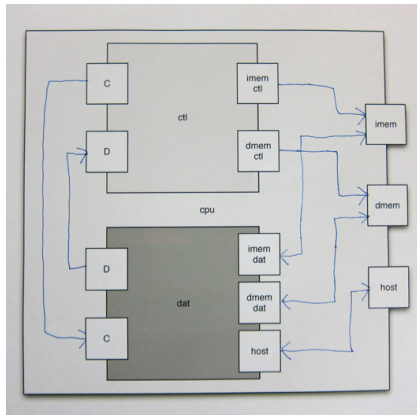 C
imem
ctl
ctl
imem
D
dmem
ctl
dmem
cpu
D
imem
dat
host
dat
dmem
dat
C
host